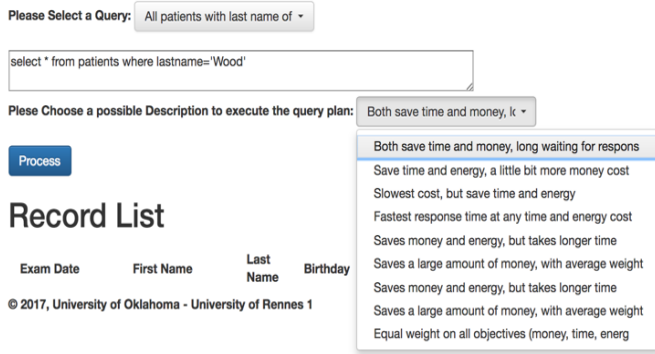 Please Select a Query: All patients with last name of
select * from patients where lastname='Wood'
Plese Choose a possible Description to execute the query plan: Both save time and money, lc
Both save time and money, long waiting for respons
Process
Save time and energy, a little bit more money cost
Slowest cost, but save time and energy
Record List
Fastest response time at any time and energy cost
Saves money and energy, but takes longer time
Exam Date First Name Last Name Birthday
Saves a large amount of money, with average weight
Saves money and energy, but takes longer time
© 2017, University of Oklahoma - University of Rennes 1
Saves a large amount of money, with average weight
Equal weight on all objectives (money, time, energ